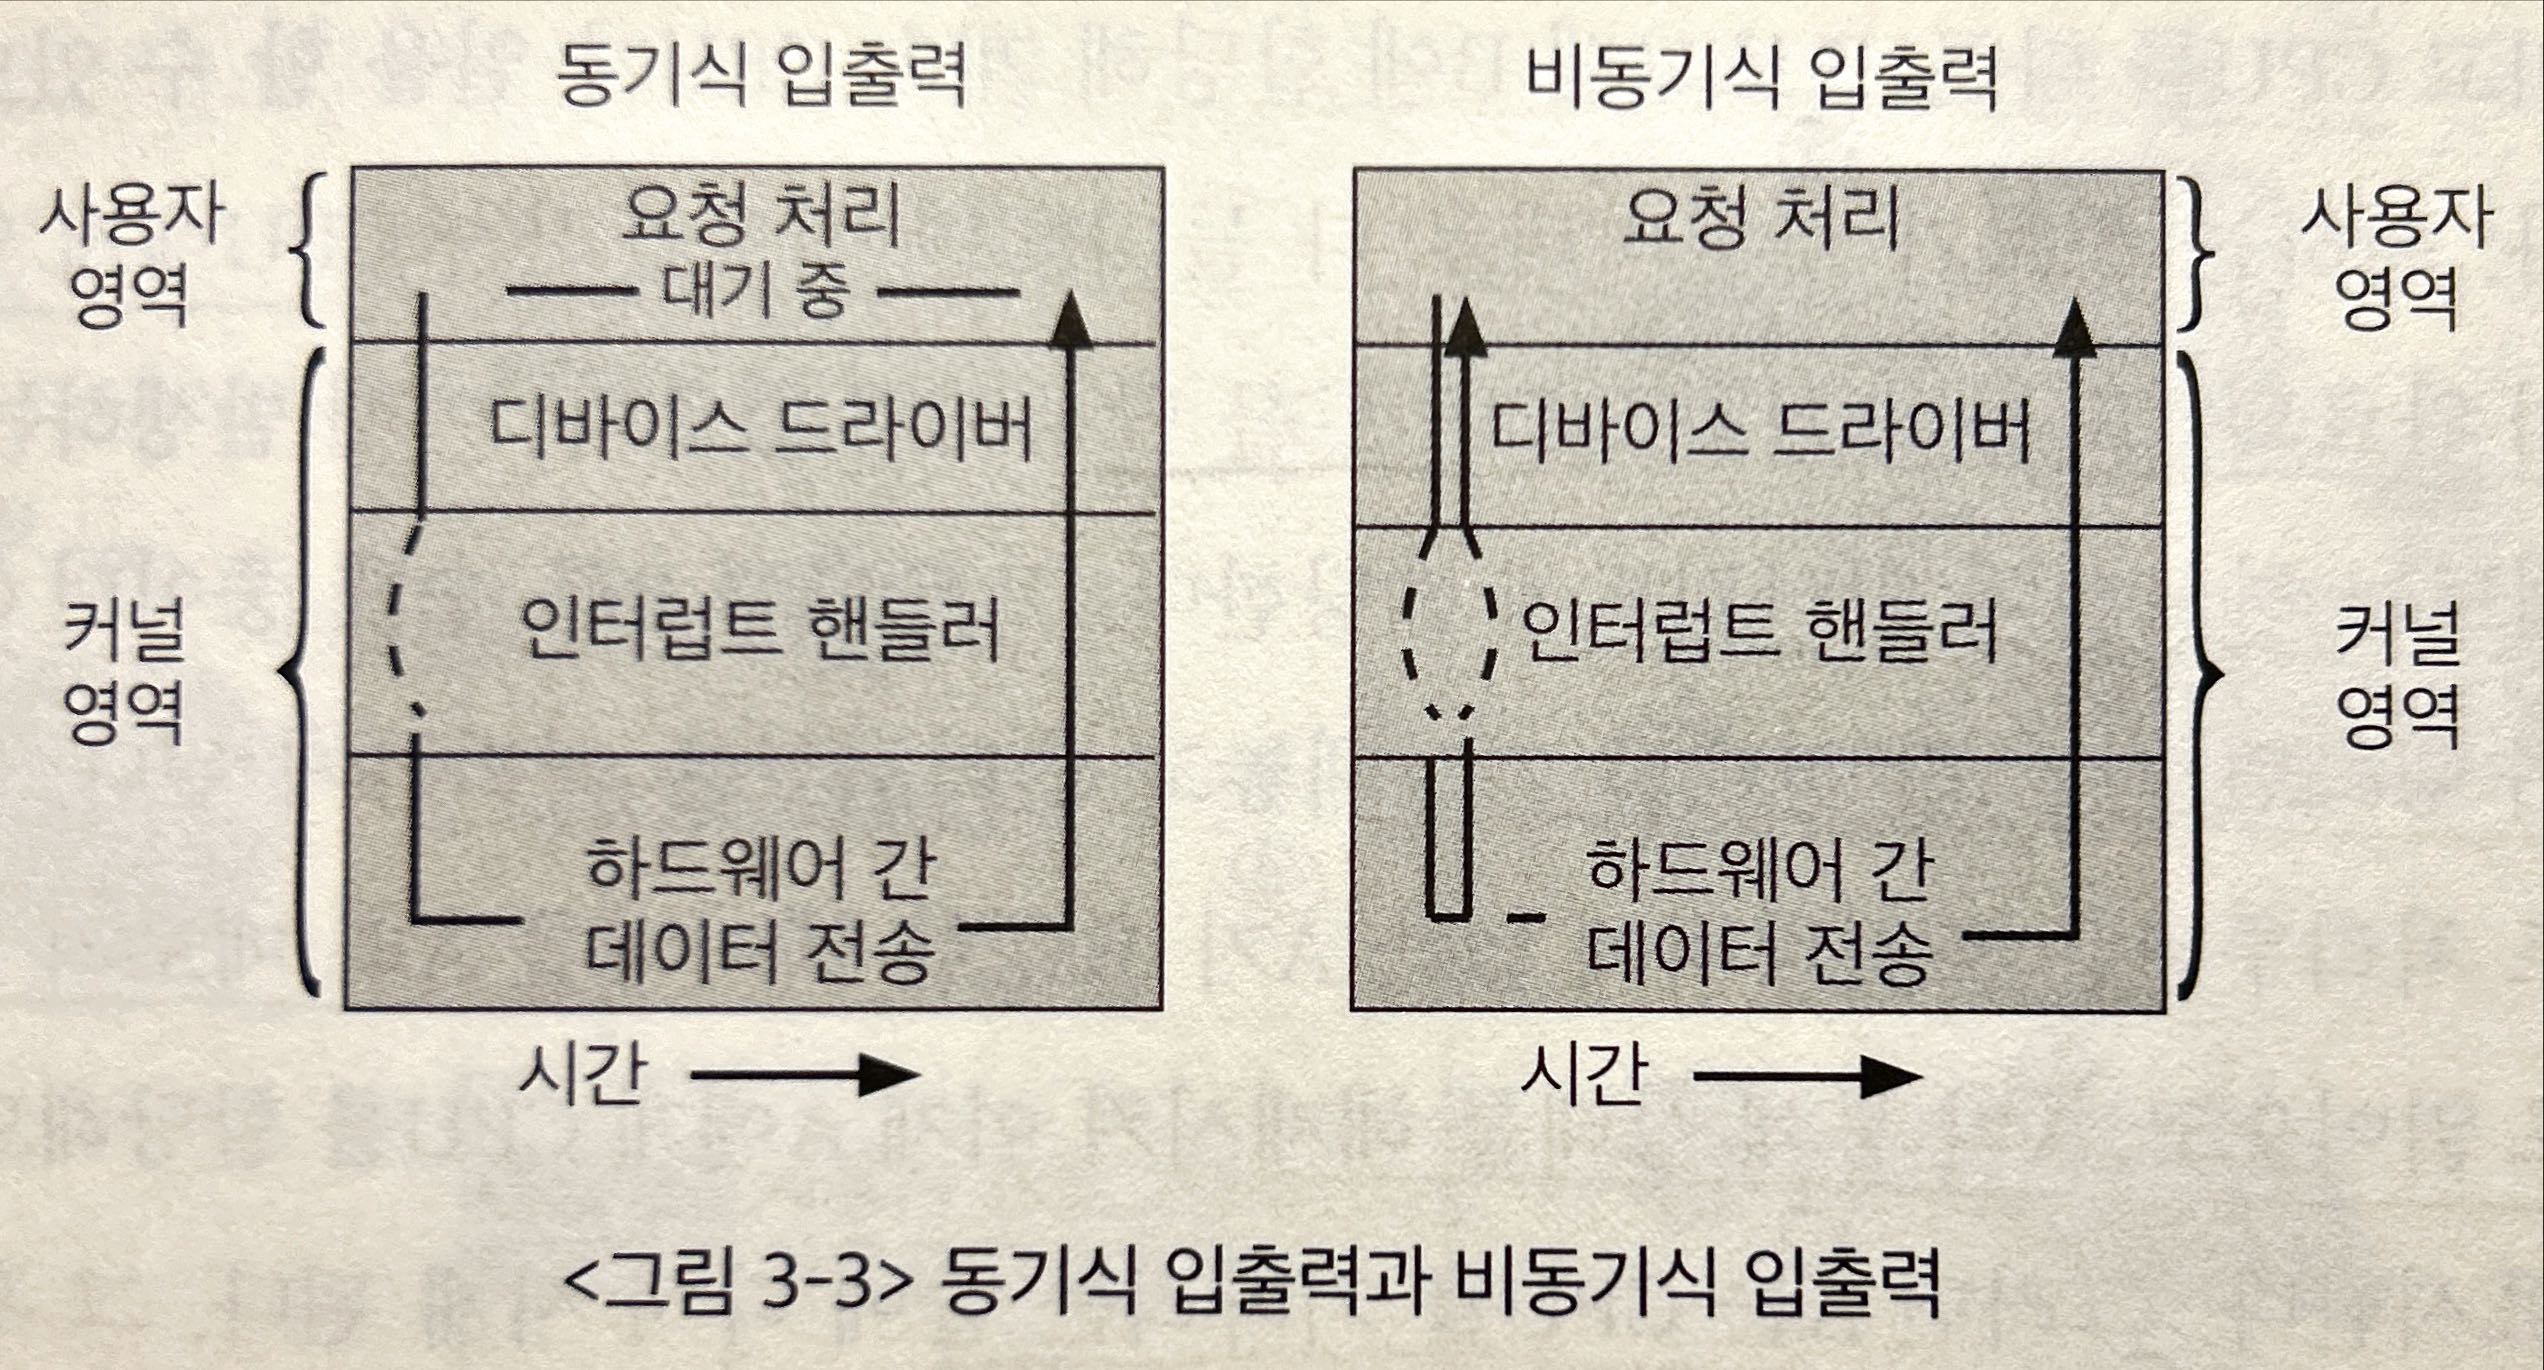 동기식 입출력
사용자
영역
요청 처리
대기 중
디바이스 드라이버
커널
영역
인터럽트 핸들러
하드웨어 간
데이터 전송
시간
비동기식 입출력
요청 처리
사용자
영역
디바이스 드라이버
인터럽트 핸들러
커널
영역
하드웨어 간
데이터 전송
시간
<그림 3-3> 동기식 입출력과 비동기식 입출력